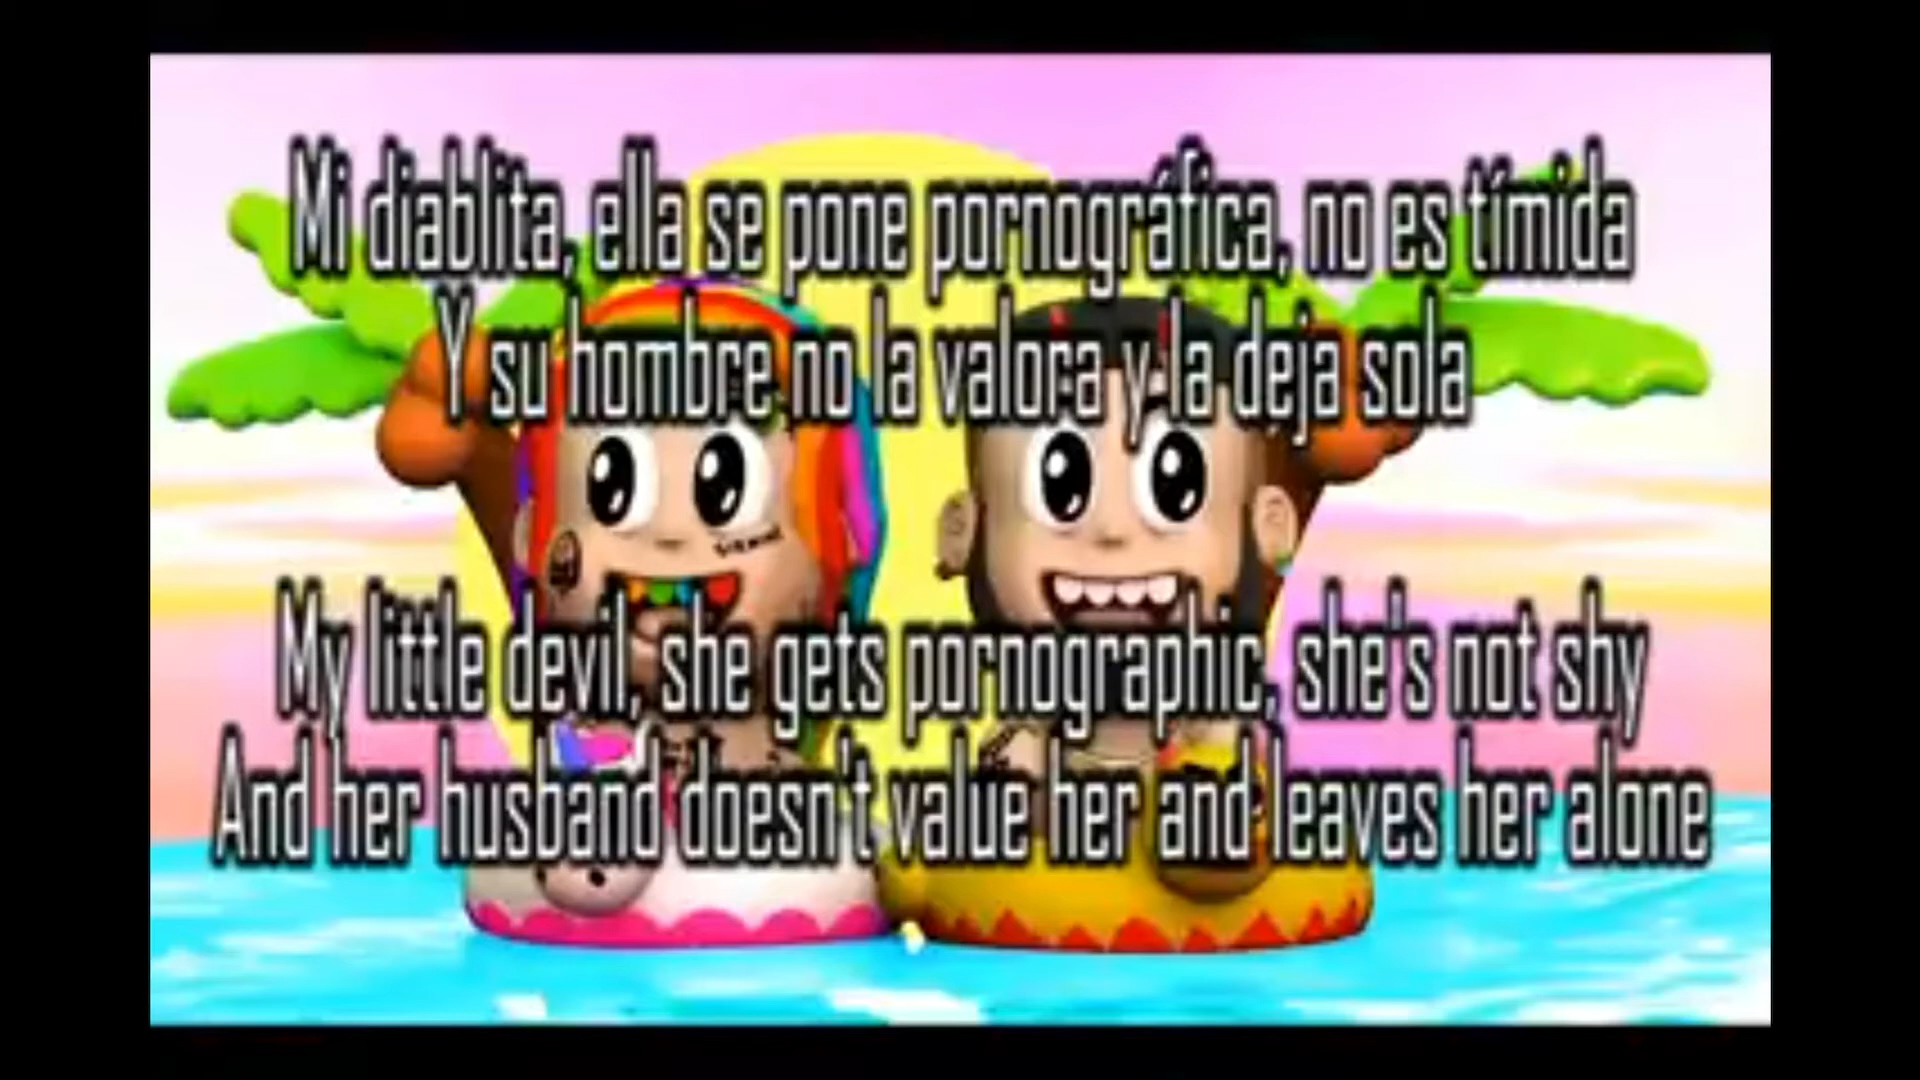 Mi diablita, ella se pone pornográfica, no es tímida
Y su hombre no la valora y la deja sola
My little devil, she gets pornographic, she's not shy
And her husband doesn't value her and leaves her alone